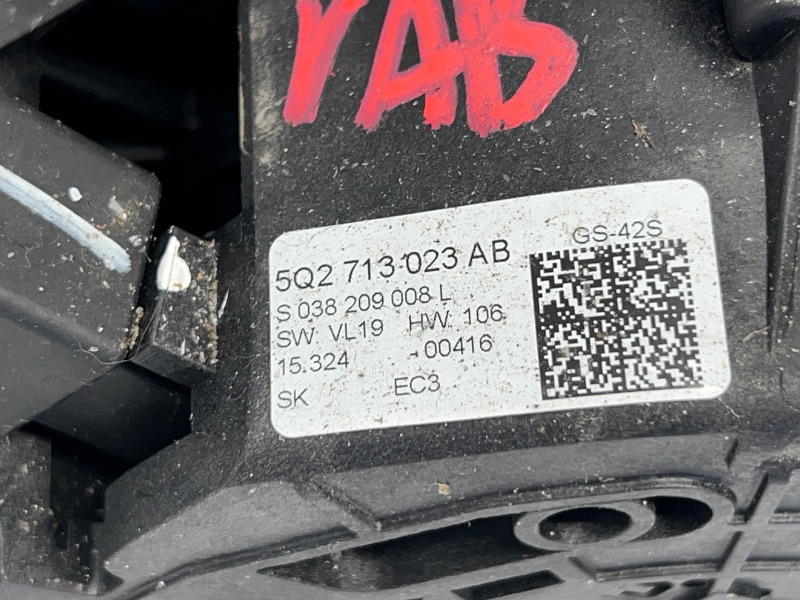 YAB
GS-42S
5Q2 713 023 AB
S 038 209 008 L
SW: VL19 HW: 106
15.324 -00416
SK EC3